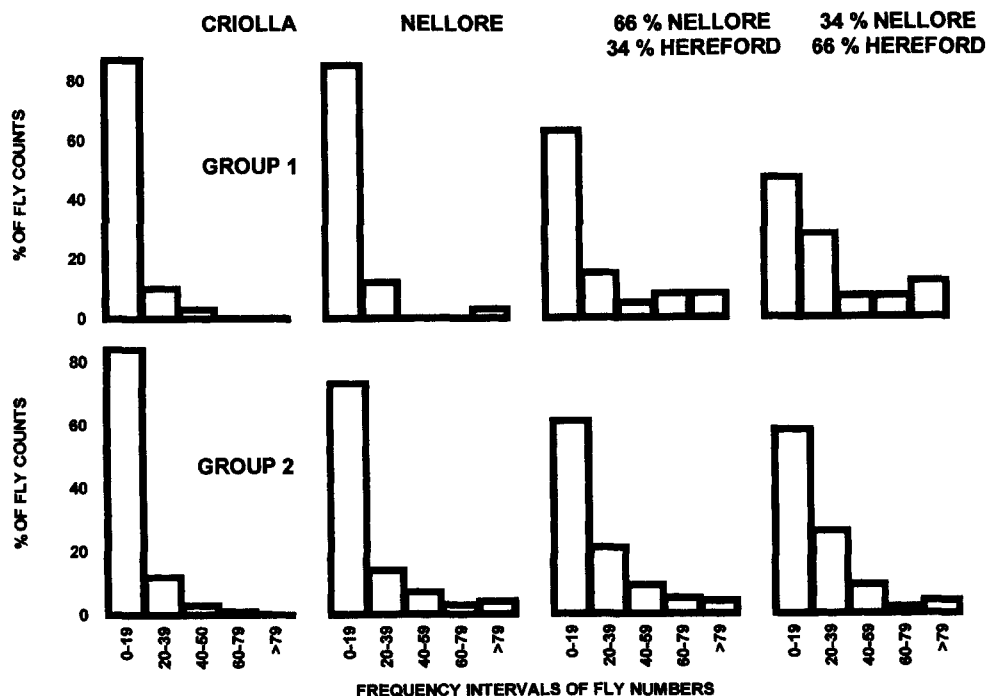 CRIOLLA
NELLORE
66 % NELLORE
34 % HEREFORD
34 % NELLORE
66 % HEREFORD
% OF FLY COUNTS
80
60
40
20
0
GROUP 1
% OF FLY COUNTS
80
60
40
20
0
GROUP 2
0-19
20-39
40-50
60-79
>79
0-19
20-39
40-59
60-79
>79
0-19
20-39
40-59
60-79
>79
0-19
20-39
40-59
60-79
>79
FREQUENCY INTERVALS OF FLY NUMBERS